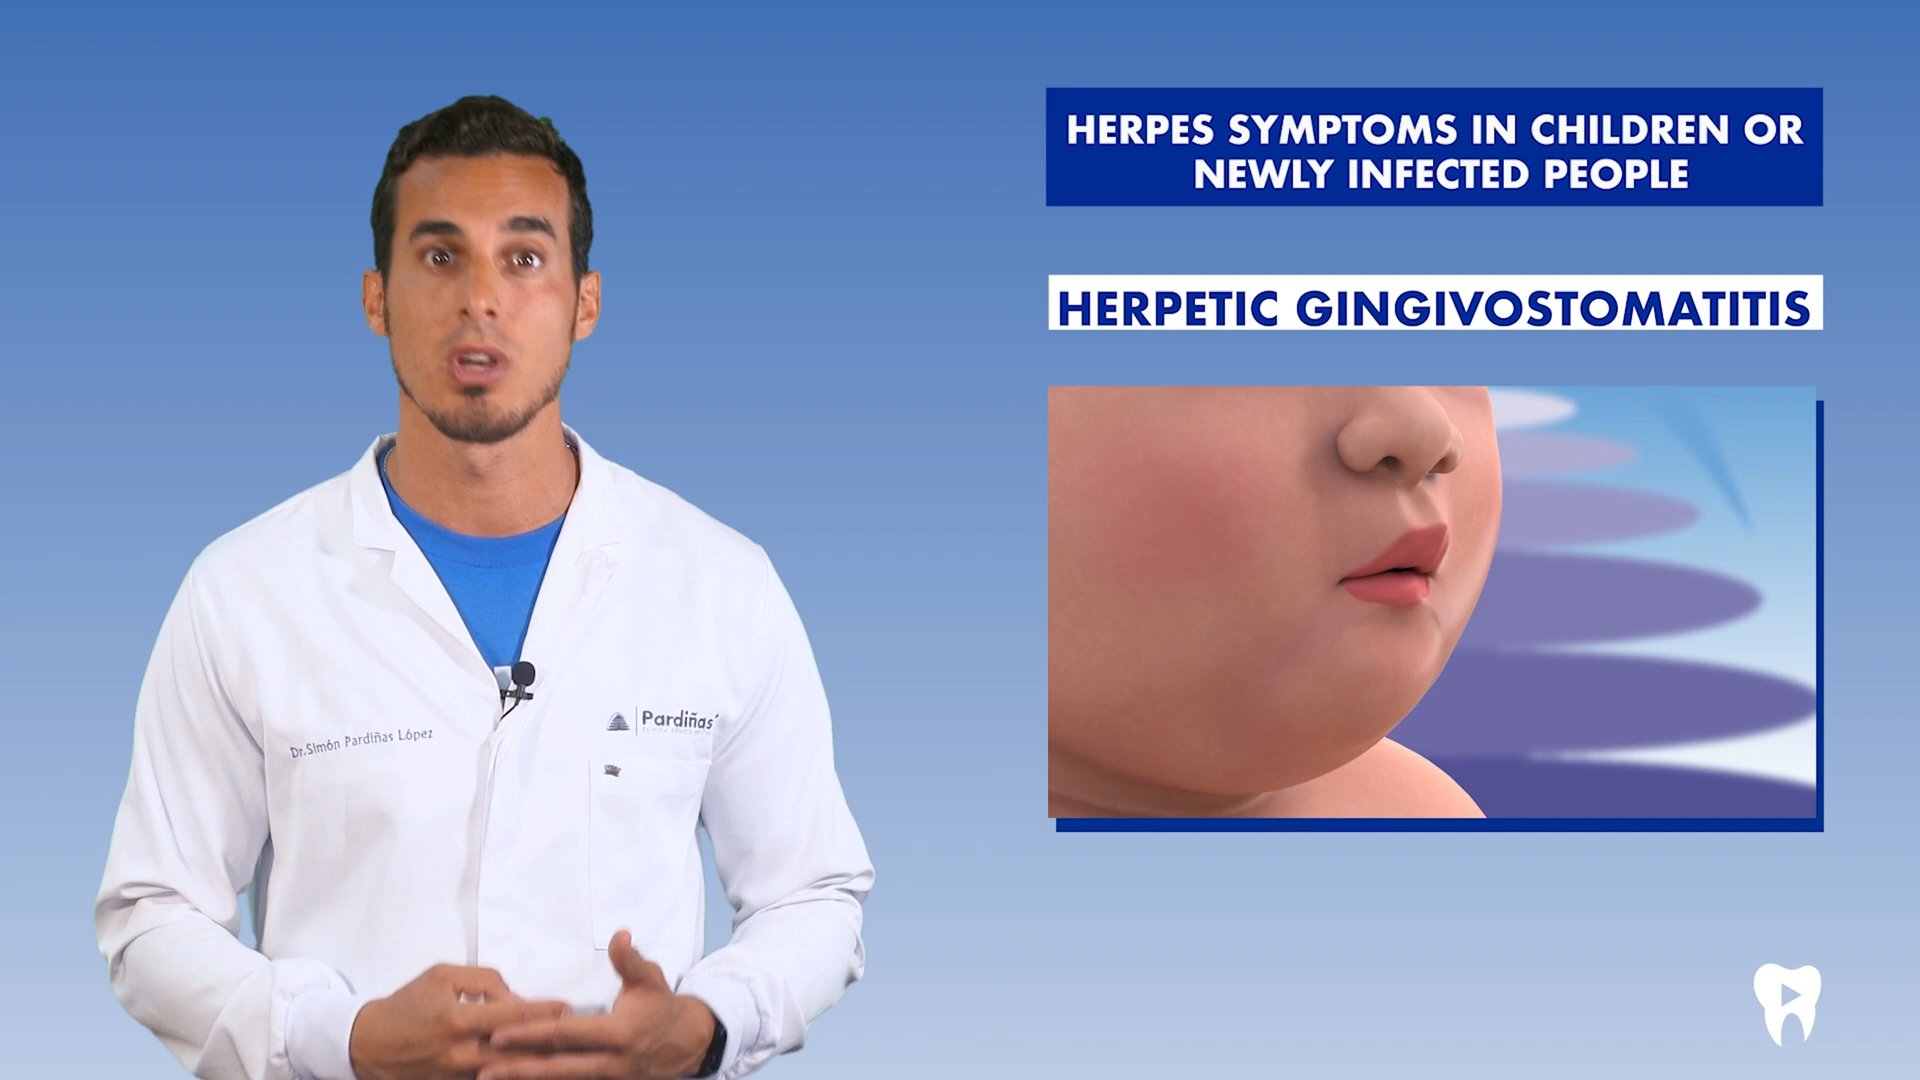 HERPES SYMPTOMS IN CHILDREN OR
NEWLY INFECTED PEOPLE
HERPETIC GINGIVOSTOMATITIS
Dr. Simón Pardiñas López
Pardiñas